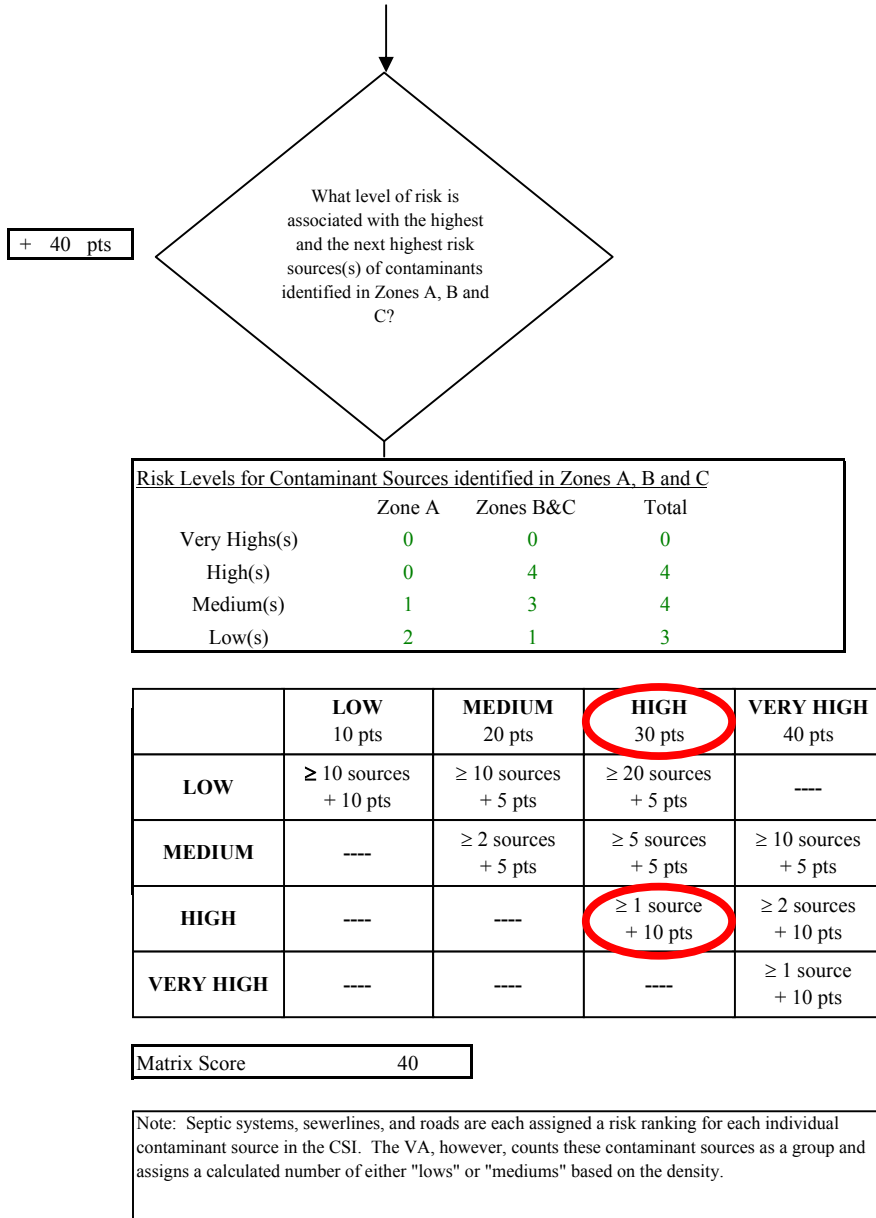 What level of risk is
associated with the highest
and the next highest risk
sources(s) of contaminants
identified in Zones A, B and
C?
+ 40 pts
Risk Levels for Contaminant Sources identified in Zones A, B and C
Zone A Zones B&C Total
Very Highs(s) 0 0 0
High(s) 0 4 4
Medium(s) 1 3 4
Low(s) 2 1 3
LOW MEDIUM HIGH VERY HIGH
10 pts 20 pts 30 pts 40 pts
LOW ≥ 10 sources ≥ 10 sources ≥ 20 sources ----
+ 10 pts + 5 pts + 5 pts
MEDIUM ---- ≥ 2 sources ≥ 5 sources ≥ 10 sources
+ 5 pts + 5 pts + 5 pts
HIGH ---- ---- ≥ 1 source ≥ 2 sources
+ 10 pts + 10 pts
VERY HIGH ---- ---- ---- ≥ 1 source
+ 10 pts
Matrix Score 40
Note: Septic systems, sewerlines, and roads are each assigned a risk ranking for each individual
contaminant source in the CSI. The VA, however, counts these contaminant sources as a group and
assigns a calculated number of either "lows" or "mediums" based on the density.